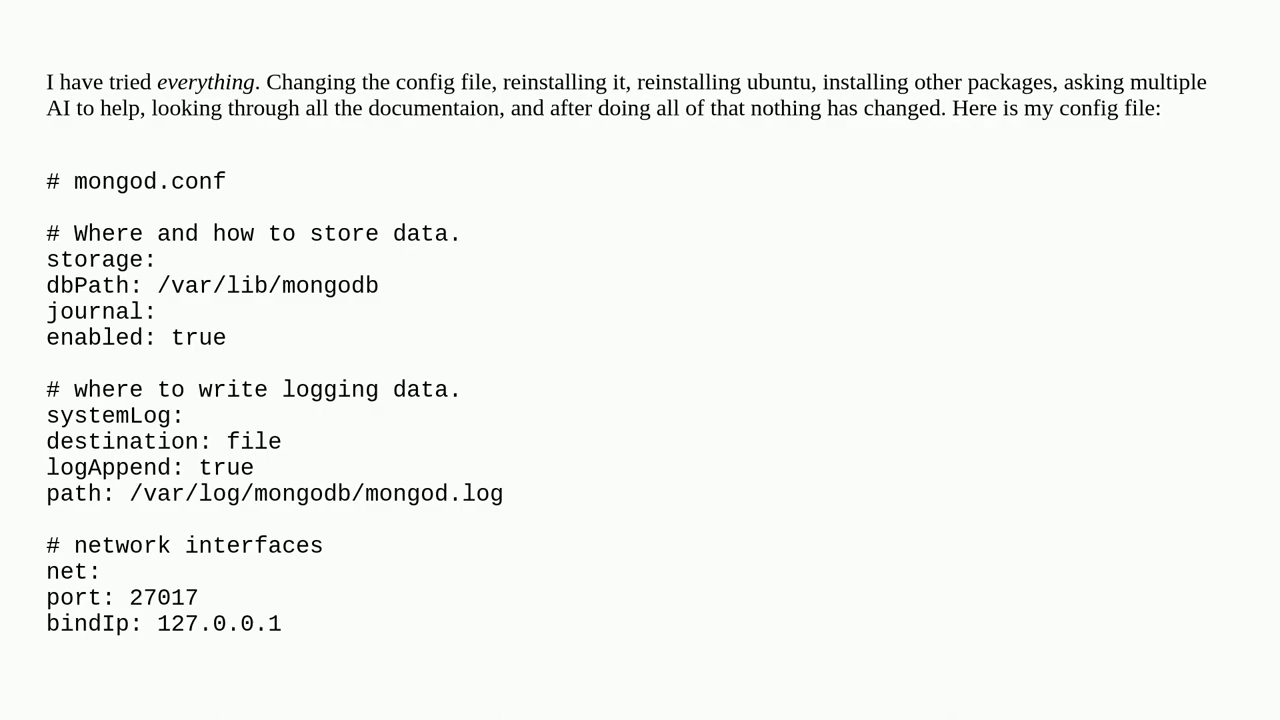 I have tried everything. Changing the config file, reinstalling it, reinstalling ubuntu, installing other packages, asking multiple
AI to help, looking through all the documentaion, and after doing all of that nothing has changed. Here is my config file:
# mongod.conf
# Where and how to store data.
storage:
dbPath: /var/lib/mongodb
journal:
enabled: true
# where to write logging data.
systemLog:
destination: file
logAppend: true
path: /var/log/mongodb/mongod.log
# network interfaces
net:
port: 27017
bindIp: 127.0.0.1